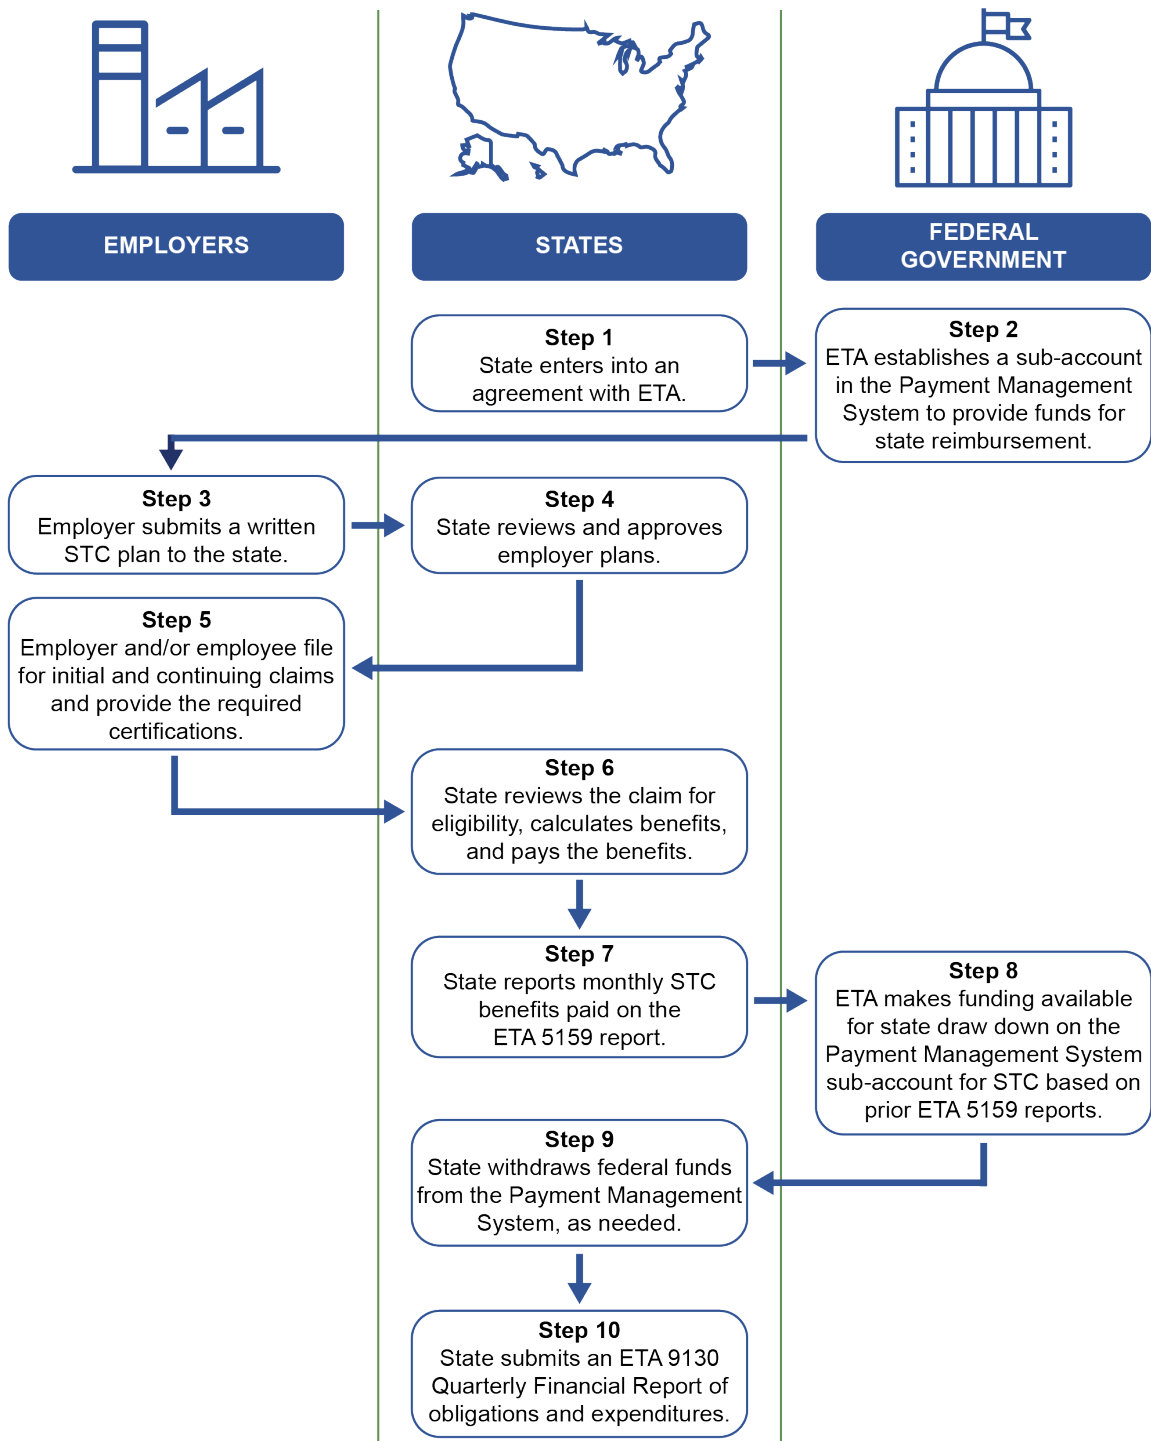 EMPLOYERS
STATES
FEDERAL
GOVERNMENT
Step 1
State enters into an
agreement with ETA.
Step 2
ETA establishes a sub-account
in the Payment Management
System to provide funds for
state reimbursement.
Step 3
Employer submits a written
STC plan to the state.
Step 4
State reviews and approves
employer plans.
Step 5
Employer and/or employee file
for initial and continuing claims
and provide the required
certifications.
Step 6
State reviews the claim for
eligibility, calculates benefits,
and pays the benefits.
Step 7
State reports monthly STC
benefits paid on the
ETA 5159 report.
Step 8
ETA makes funding available
for state draw down on the
Payment Management System
sub-account for STC based on
prior ETA 5159 reports.
Step 9
State withdraws federal funds
from the Payment Management
System, as needed.
Step 10
State submits an ETA 9130
Quarterly Financial Report of
obligations and expenditures.